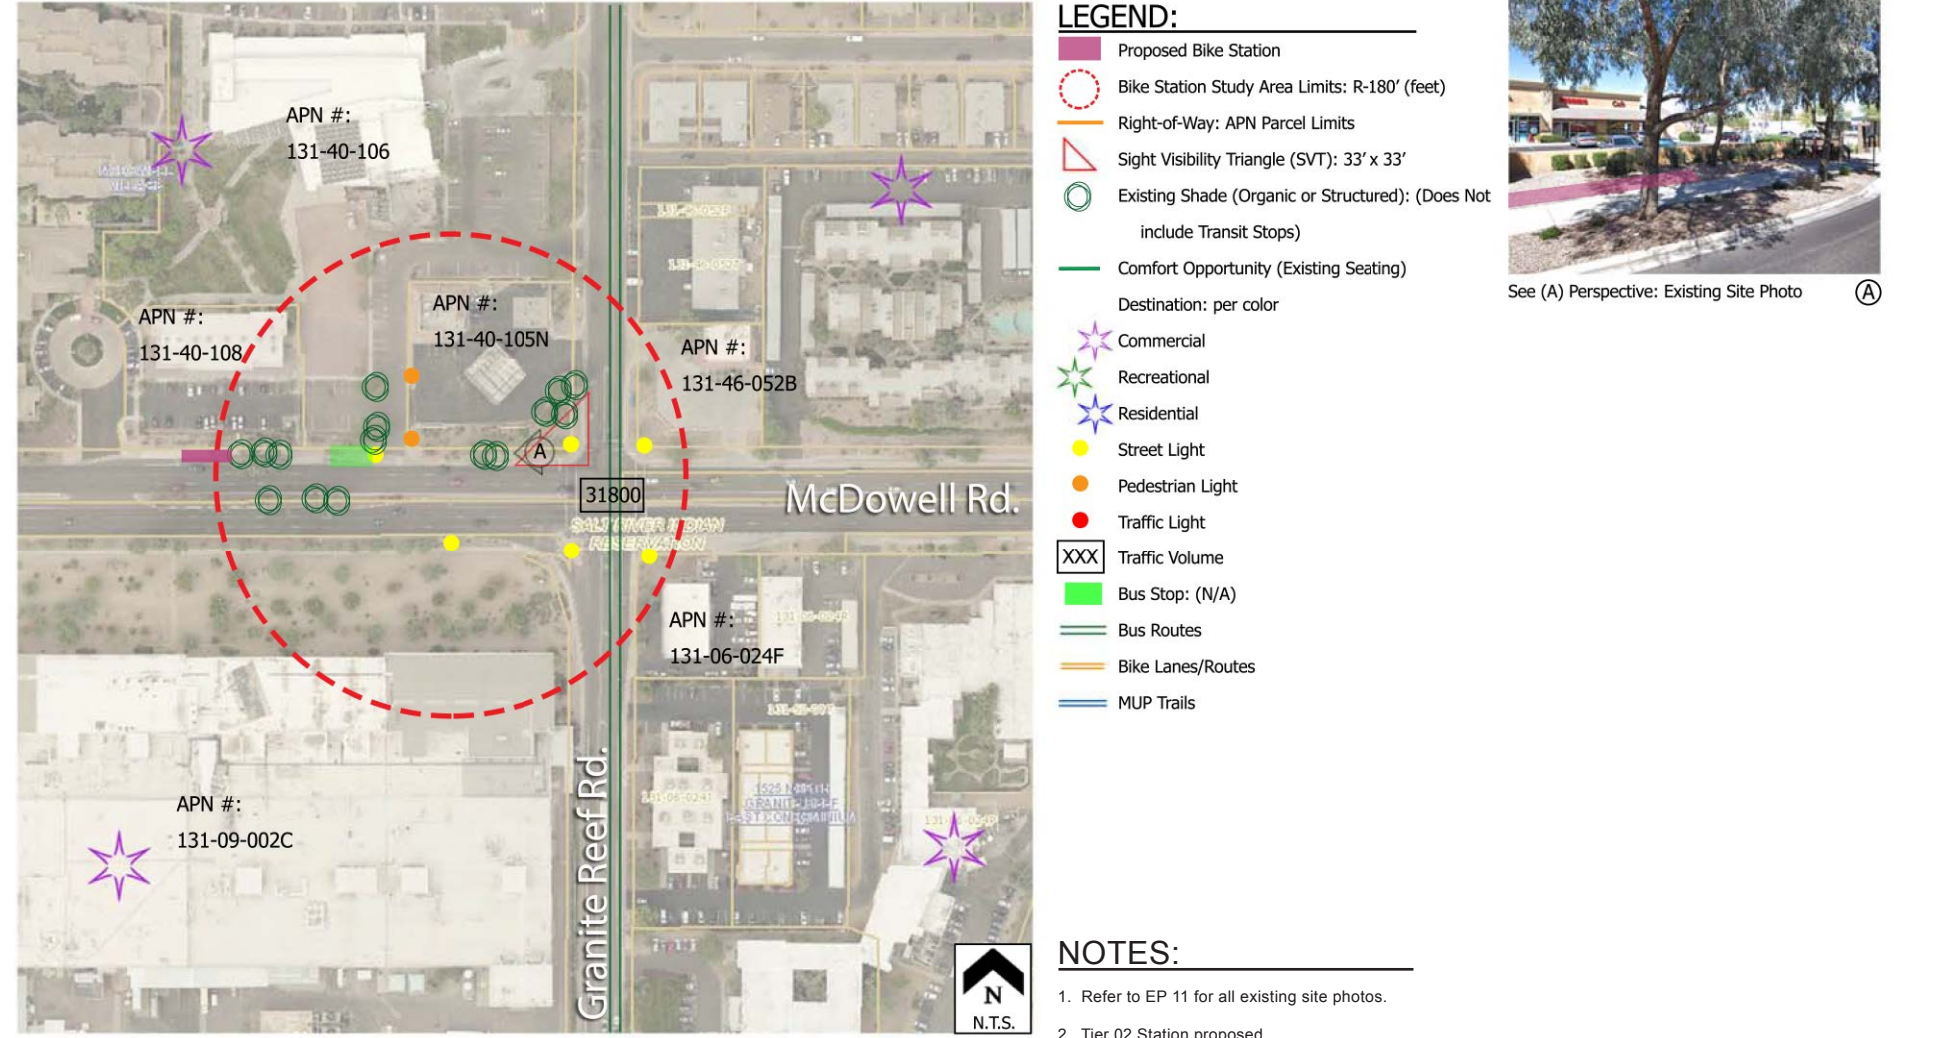 APN #:
131-40-106
MCDOWELL
VILLAGE
APN #:
131-40-108
APN #:
131-40-105N
APN #:
131-46-052B
A
31800
McDowell Rd.
SALT RIVER INDIAN
RESERVATION
APN #:
131-06-024F
Granite Reef Rd.
APN #:
131-09-002C
N
N.T.S.
LEGEND:
Proposed Bike Station
Bike Station Study Area Limits: R-180' (feet)
Right-of-Way: APN Parcel Limits
Sight Visibility Triangle (SVT): 33' x 33'
Existing Shade (Organic or Structured): (Does Not
include Transit Stops)
Comfort Opportunity (Existing Seating)
Destination: per color
Commercial
Recreational
Residential
Street Light
Pedestrian Light
Traffic Light
XXX Traffic Volume
Bus Stop: (N/A)
Bus Routes
Bike Lanes/Routes
MUP Trails
See (A) Perspective: Existing Site Photo A
NOTES:
1. Refer to EP 11 for all existing site photos.
2. Tier 02 Station proposed